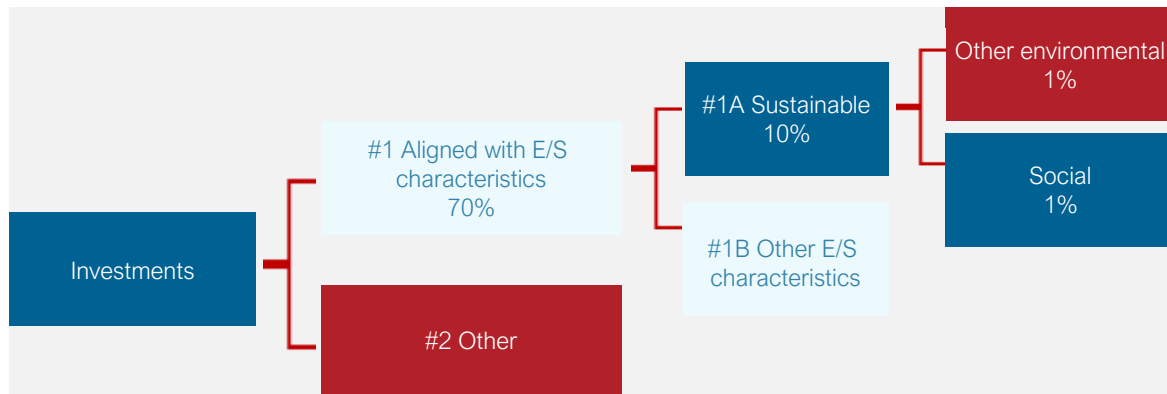 Investments
#1 Aligned with E/S
characteristics
70%
#2 Other
#1A Sustainable
10%
#1B Other E/S
characteristics
Other environmental
1%
Social
1%